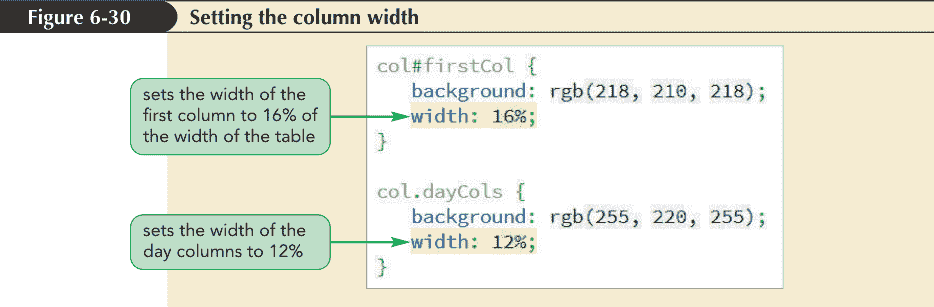 Figure 6-30 Setting the column width
sets the width of the
first column to 16% of
the width of the table
col#firstCol {
background: rgb(218, 210, 218);
width: 16%;
}
sets the width of the
day columns to 12%
col.dayCols {
background: rgb(255, 220, 255);
width: 12%;
}